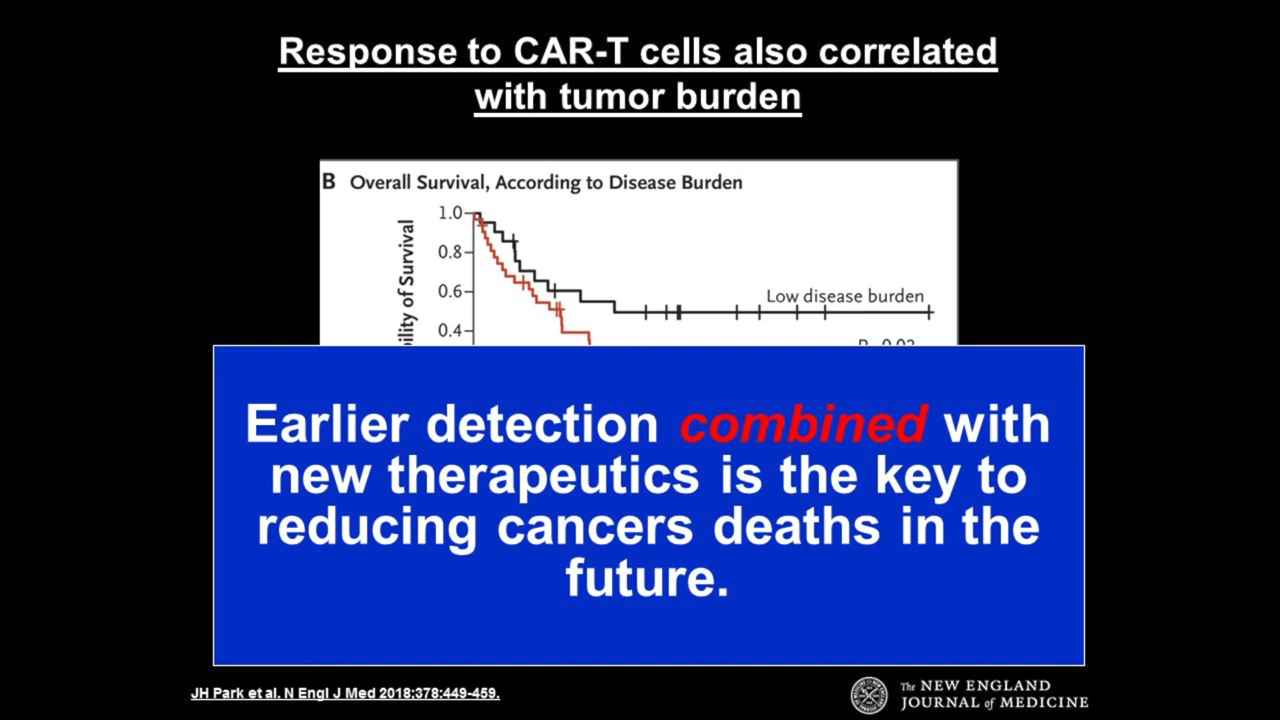 Response to CAR-T cells also correlated
with tumor burden
B Overall Survival, According to Disease Burden
1.0
0.8
0.6
0.4
of Survival
Low disease burden
Earlier detection combined with
new therapeutics is the key to
reducing cancers deaths in the
future.
JH Park et al. N Engl J Med 2018;378:449-459.
The NEW ENGLAND
JOURNAL of MEDICINE